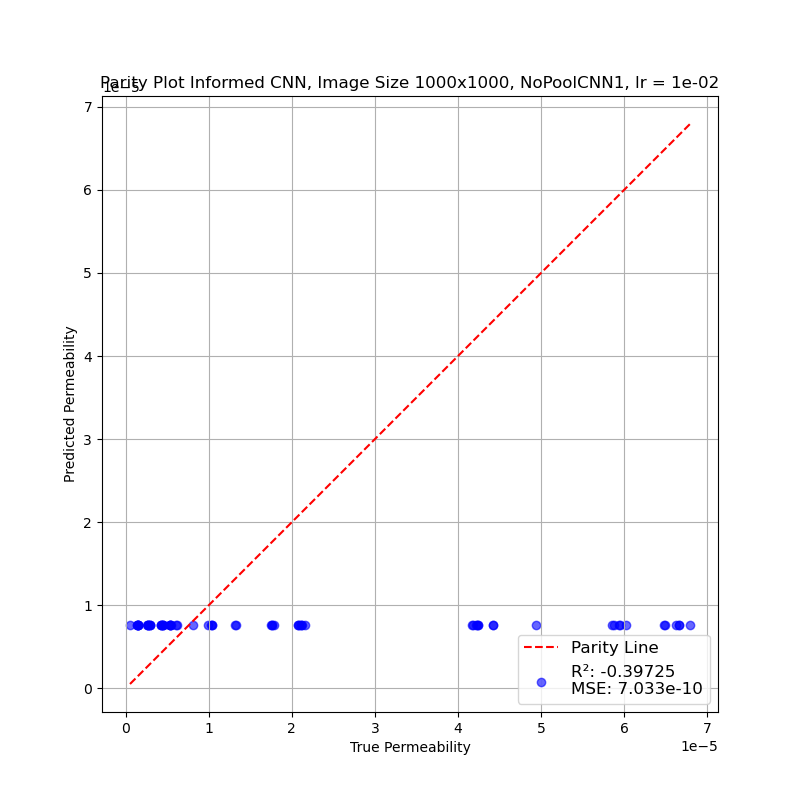 Parity Plot Informed CNN, Image Size 1000x1000, NoPoolCNN1, lr = 1e-02
1e−5
7
6
5
4
3
2
1
0
Predicted Permeability
Parity Line
R²: -0.39725
MSE: 7.033e-10
0 1 2 3 4 5 6 7
1e−5
True Permeability